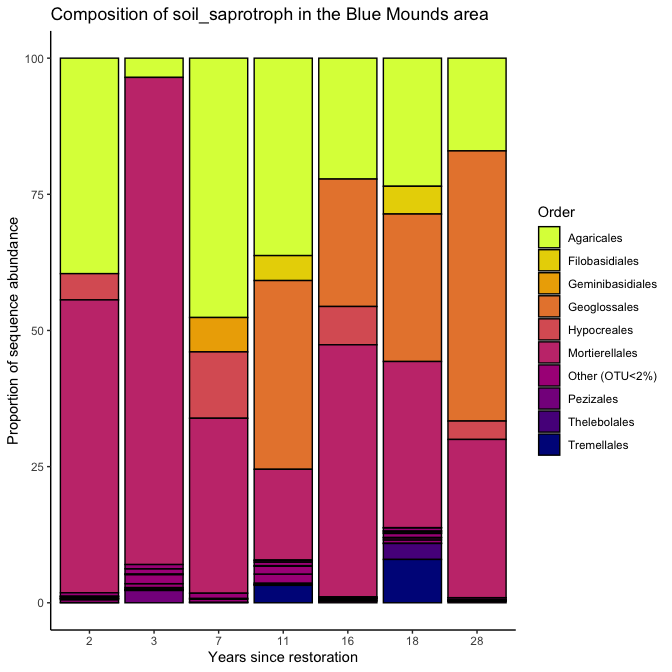 Composition of soil_saprotroph in the Blue Mounds area
Proportion of sequence abundance
100
75
50
25
0
2 3 7 11 16 18 28
Years since restoration
Order
Agaricales
Filobasidiales
Geminibasidiales
Geoglossales
Hypocreales
Mortierellales
Other (OTU<2%)
Pezizales
Thelebolales
Tremellales